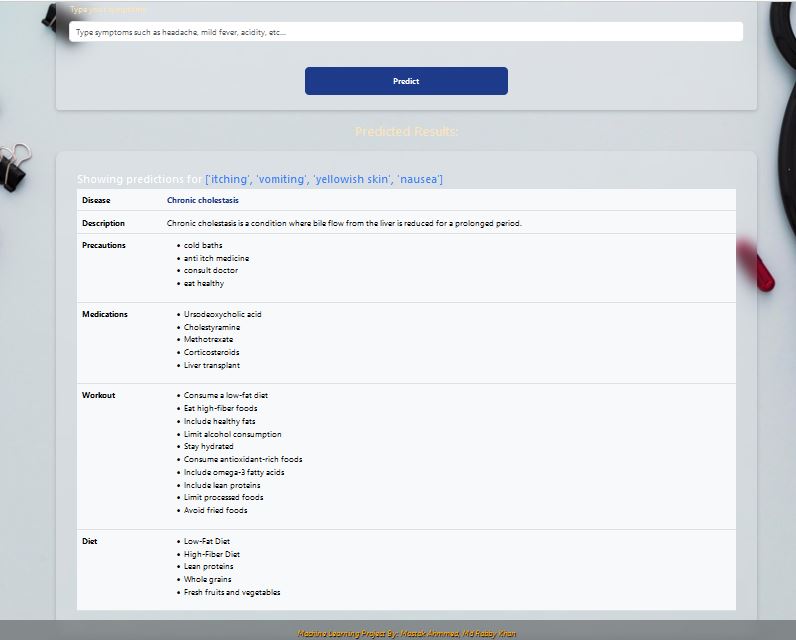 Type your symptoms
Type symptoms such as headache, mild fever, acidity, etc...
Predict
Predicted Results:
Showing predictions for ['itching', 'vomiting', 'yellowish skin', 'nausea']
Disease Chronic cholestasis
Description Chronic cholestasis is a condition where bile flow from the liver is reduced for a prolonged period.
Precautions • cold baths
• anti itch medicine
• consult doctor
• eat healthy
Medications • Ursodeoxycholic acid
• Cholestyramine
• Methotrexate
• Corticosteroids
• Liver transplant
Workout • Consume a low-fat diet
• Eat high-fiber foods
• Include healthy fats
• Limit alcohol consumption
• Stay hydrated
• Consume antioxidant-rich foods
• Include omega-3 fatty acids
• Include lean proteins
• Limit processed foods
• Avoid fried foods
Diet • Low-Fat Diet
• High-Fiber Diet
• Lean proteins
• Whole grains
• Fresh fruits and vegetables
Machine Learning Project By: Mostak Ahmmed, Md Rabby Khan